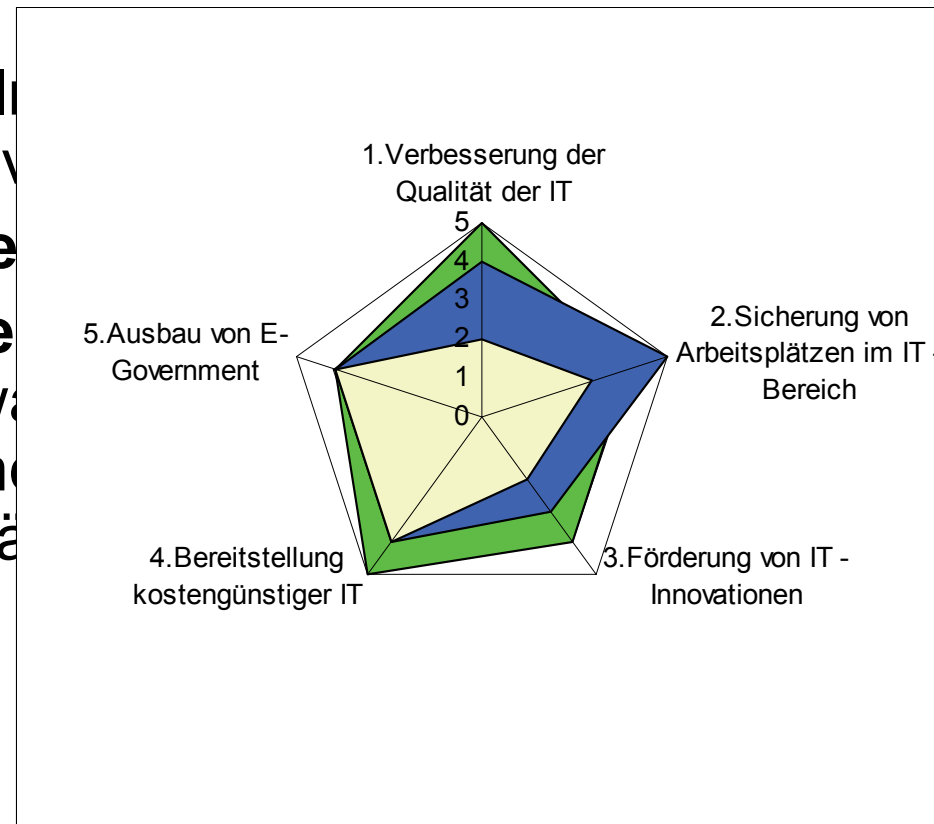 1.Verbesserung der
Qualität der IT
5
4
3
2
1
0
2.Sicherung von
Arbeitsplätzen im IT -
Bereich
3.Förderung von IT -
Innovationen
4.Bereitstellung
kostengünstiger IT
5.Ausbau von E-
Government